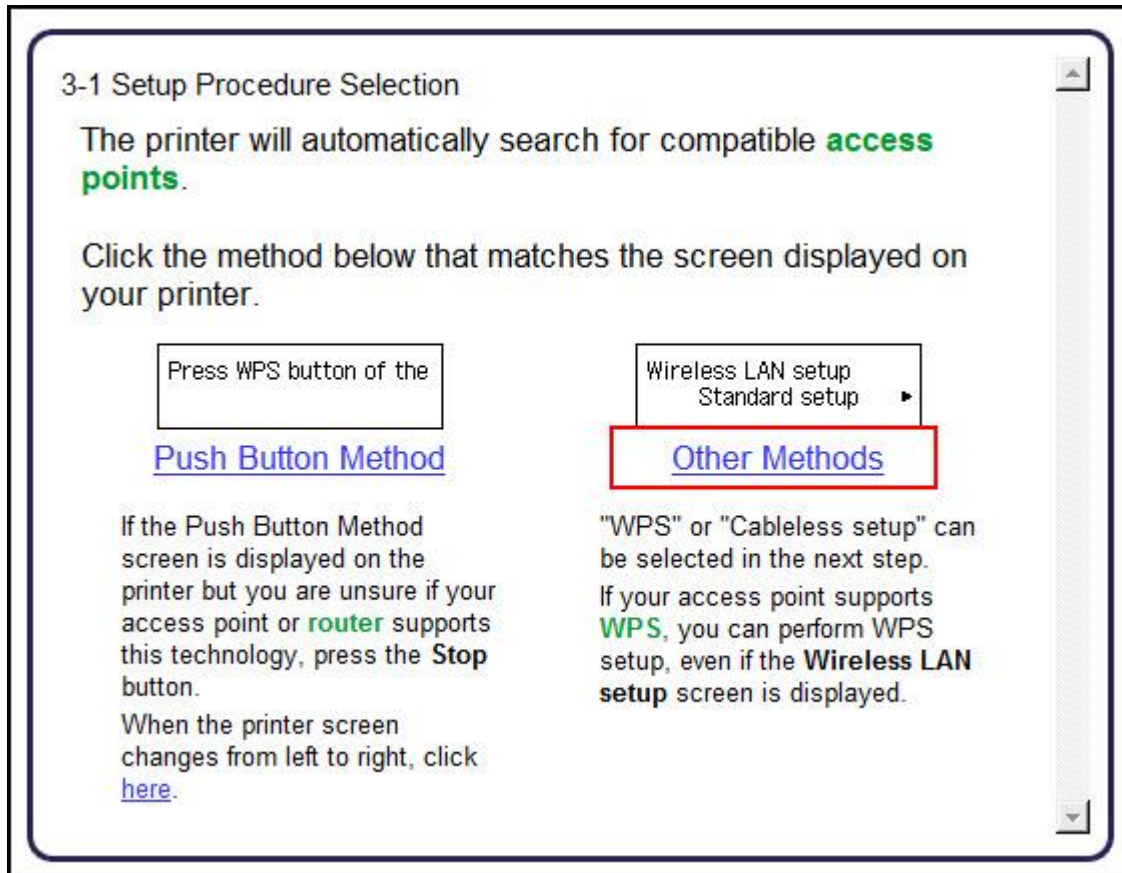 3-1 Setup Procedure Selection
The printer will automatically search for compatible access
points.
Click the method below that matches the screen displayed on
your printer.
Press WPS button of the
Push Button Method
If the Push Button Method
screen is displayed on the
printer but you are unsure if your
access point or router supports
this technology, press the Stop
button.
When the printer screen
changes from left to right, click
here.
Wireless LAN setup
Standard setup
Other Methods
"WPS" or "Cableless setup" can
be selected in the next step.
If your access point supports
WPS, you can perform WPS
setup, even if the Wireless LAN
setup screen is displayed.